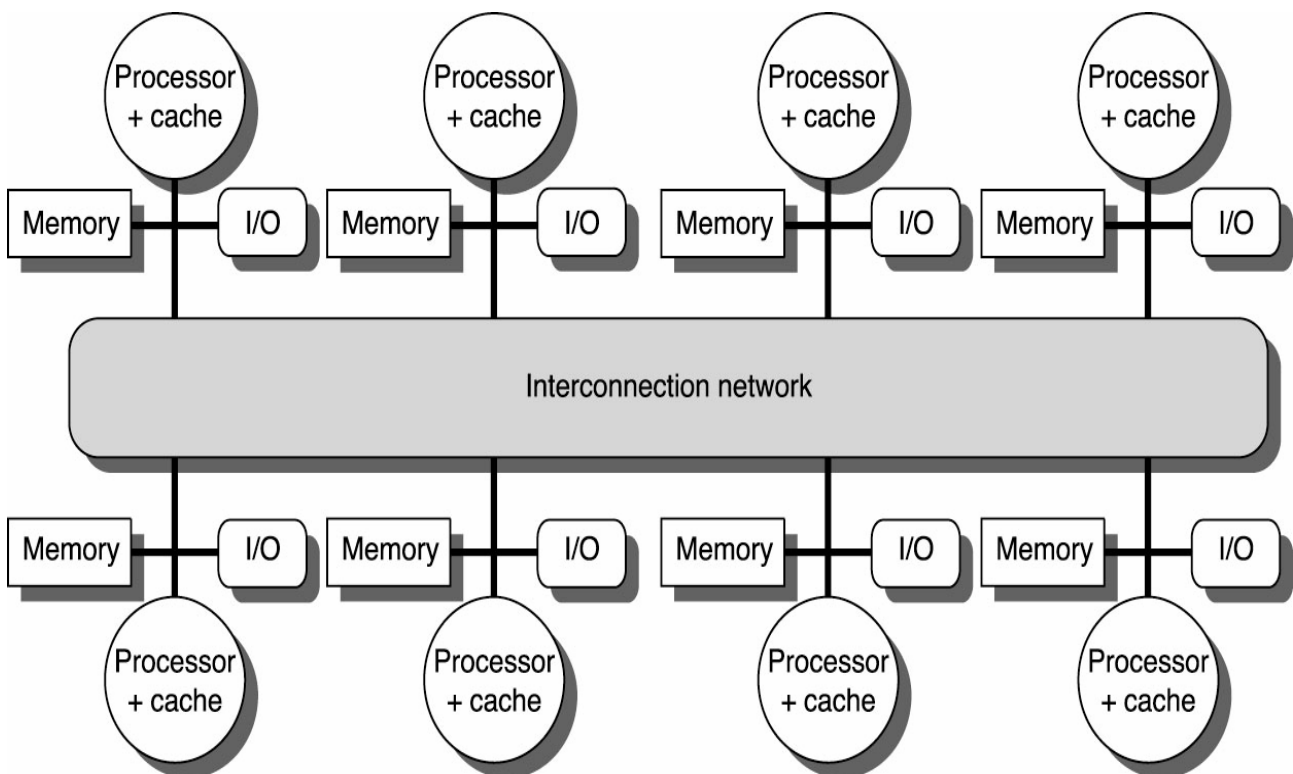 Processor
+ cache
Processor
+ cache
Processor
+ cache
Processor
+ cache
Memory
I/O
Memory
I/O
Memory
I/O
Memory
I/O
Interconnection network
Memory
I/O
Memory
I/O
Memory
I/O
Memory
I/O
Processor
+ cache
Processor
+ cache
Processor
+ cache
Processor
+ cache